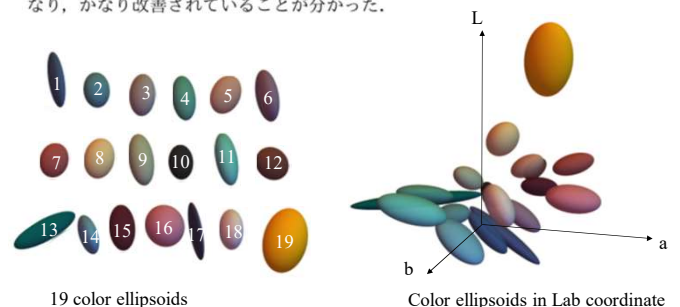 なり，かなり改善されていることが分かった．
1 2 3 4 5 6
7 8 9 10 11 12
13 14 15 16 17 18 19
19 color ellipsoids
L
a
b
Color ellipsoids in Lab coordinate